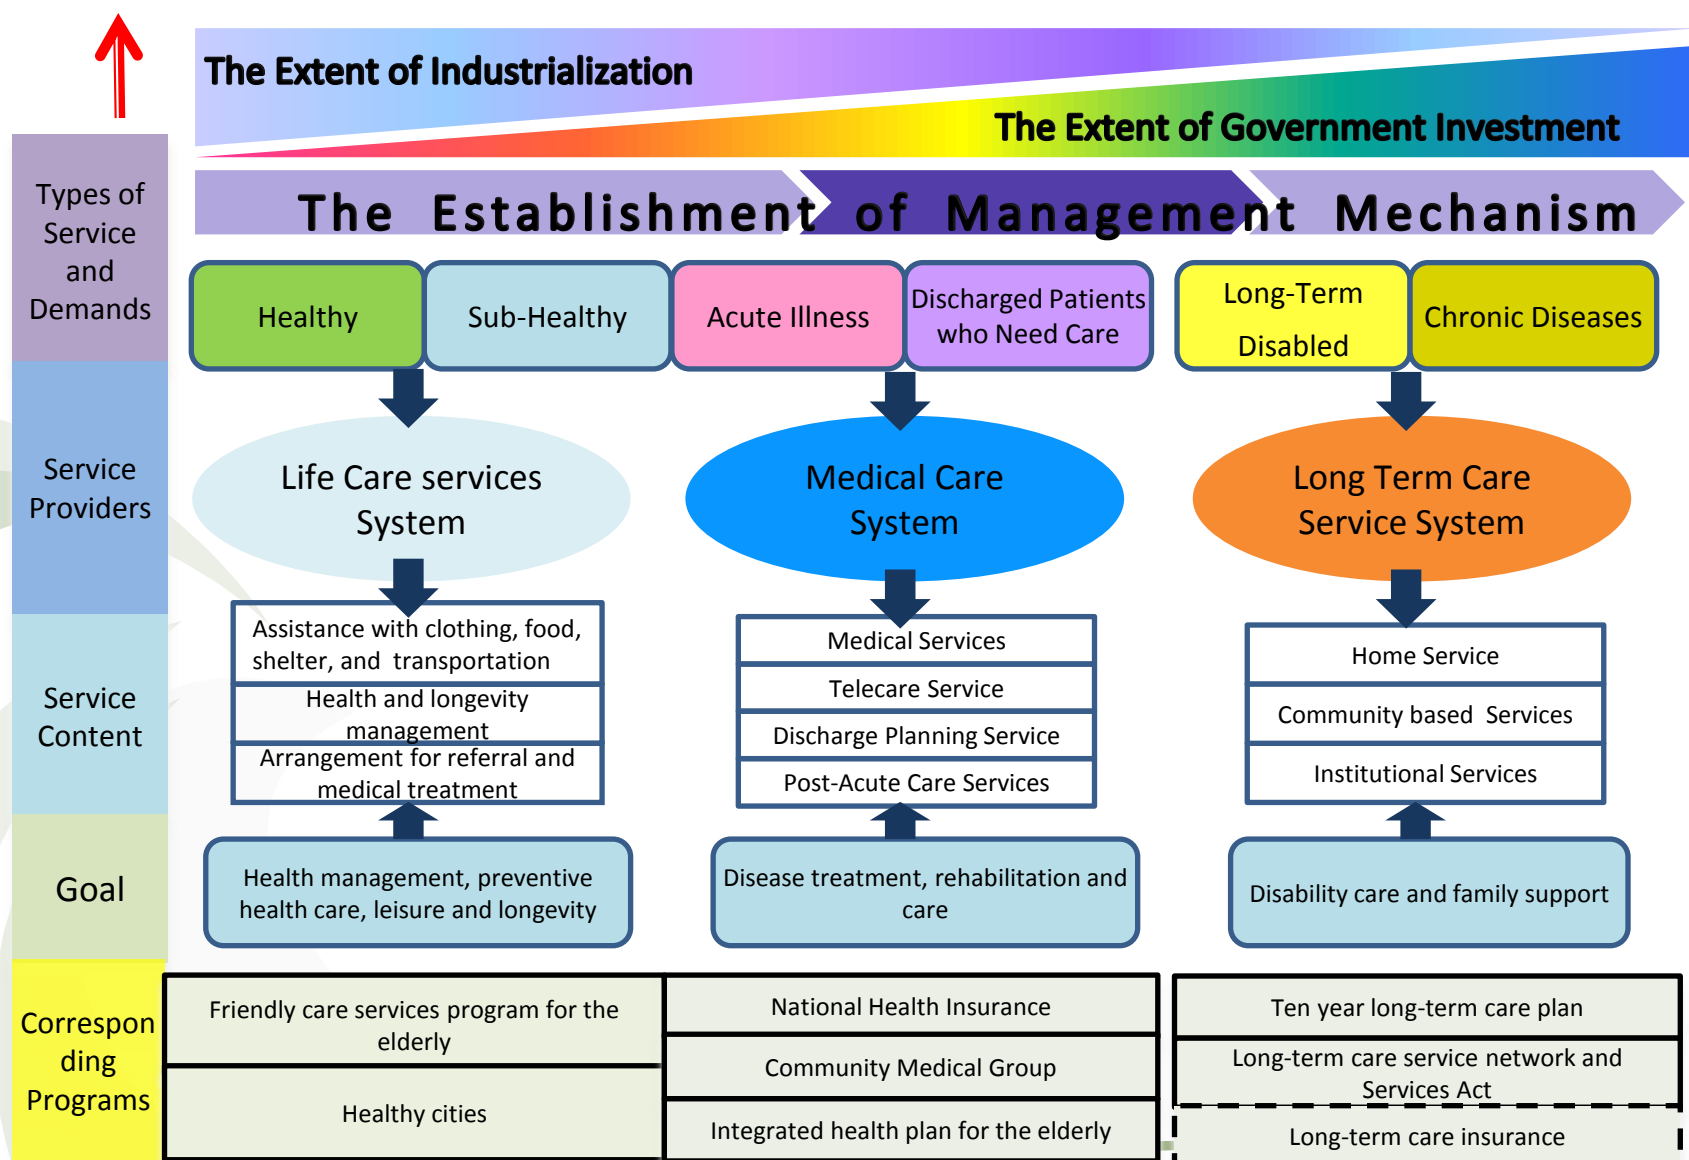 The Extent of Industrialization
The Extent of Government Investment
The Establishment of Management Mechanism
Types of
Service
and
Demands
Healthy
Sub-Healthy
Acute Illness
Discharged Patients
who Need Care
Long-Term
Disabled
Chronic Diseases
Service
Providers
Life Care services
System
Medical Care
System
Long Term Care
Service System
Service
Content
Assistance with clothing, food,
shelter, and transportation
Health and longevity
management
Arrangement for referral and
medical treatment
Medical Services
Telecare Service
Discharge Planning Service
Post-Acute Care Services
Home Service
Community based Services
Institutional Services
Goal
Health management, preventive
health care, leisure and longevity
Disease treatment, rehabilitation and
care
Disability care and family support
Correspon
ding
Programs
Friendly care services program for the
elderly
Healthy cities
National Health Insurance
Community Medical Group
Integrated health plan for the elderly
Ten year long-term care plan
Long-term care service network and
Services Act
Long-term care insurance